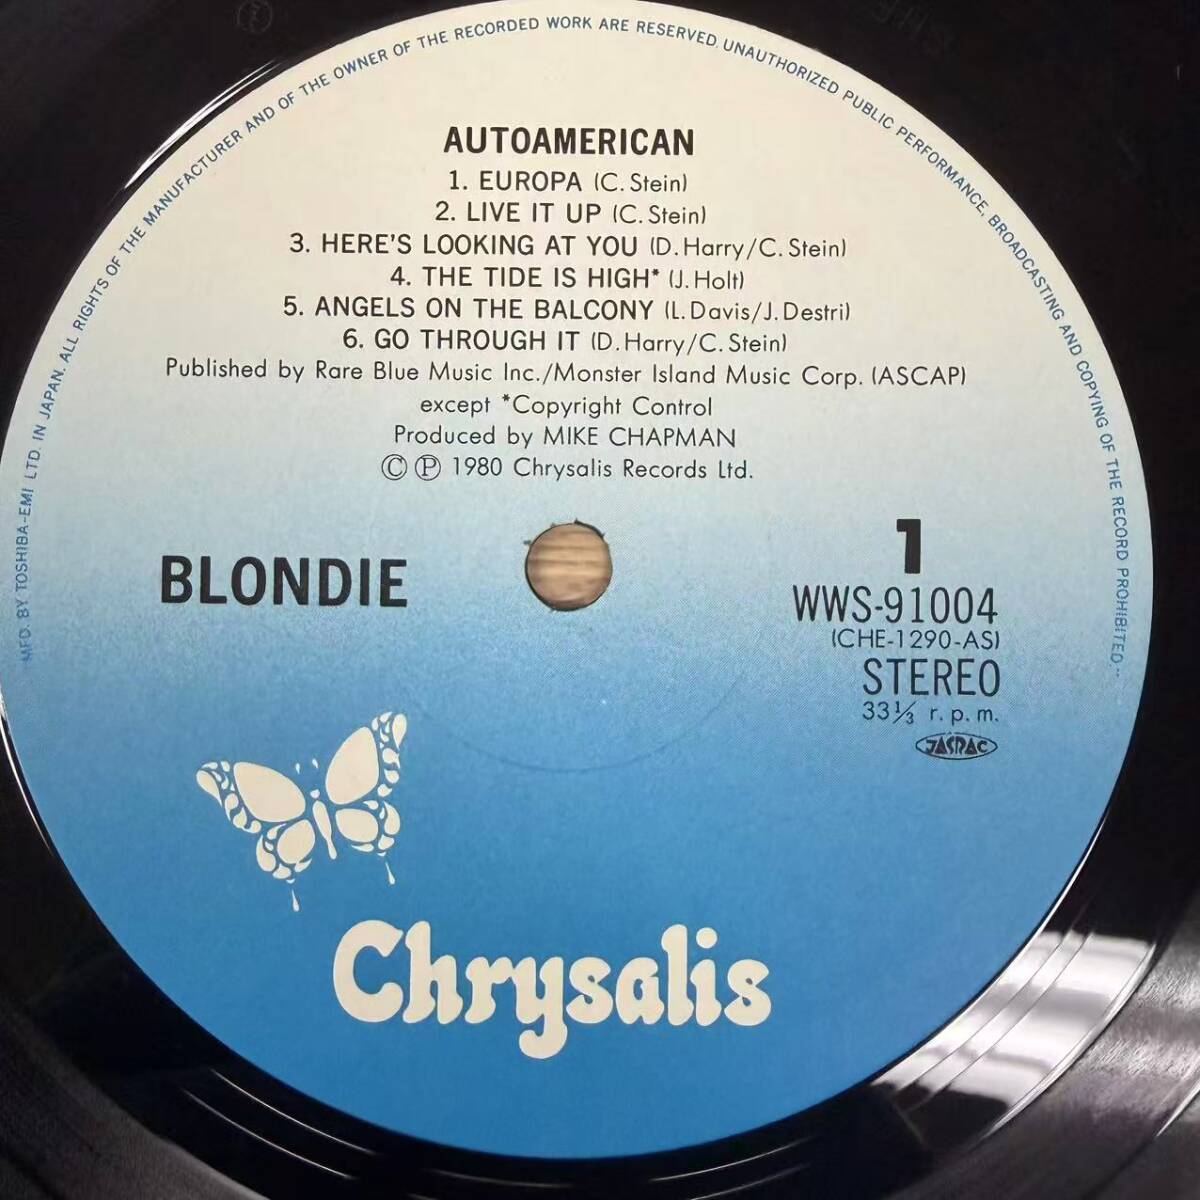 MFD. BY TOSHIBA-EMI LTD. IN JAPAN. ALL RIGHTS OF THE MANUFACTURER AND OF THE OWNER OF THE RECORDED WORK ARE RESERVED. UNAUTHORIZED PUBLIC PERFORMANCE, BROADCASTING AND COPYING OF THE RECORD PROHIBITED.
AUTOAMERICAN
1. EUROPA (C. Stein)
2. LIVE IT UP (C. Stein)
3. HERE'S LOOKING AT YOU (D. Harry/C. Stein)
4. THE TIDE IS HIGH* (J. Holt)
5. ANGELS ON THE BALCONY (L. Davis/J. Destri)
6. GO THROUGH IT (D. Harry/C. Stein)
Published by Rare Blue Music Inc./Monster Island Music Corp. (ASCAP)
except *Copyright Control
Produced by MIKE CHAPMAN
Ⓒ Ⓟ 1980 Chrysalis Records Ltd.
BLONDIE
1
WWS-91004
(CHE-1290-AS)
STEREO
33⅓ r.p.m.
JASRAC
Chrysalis